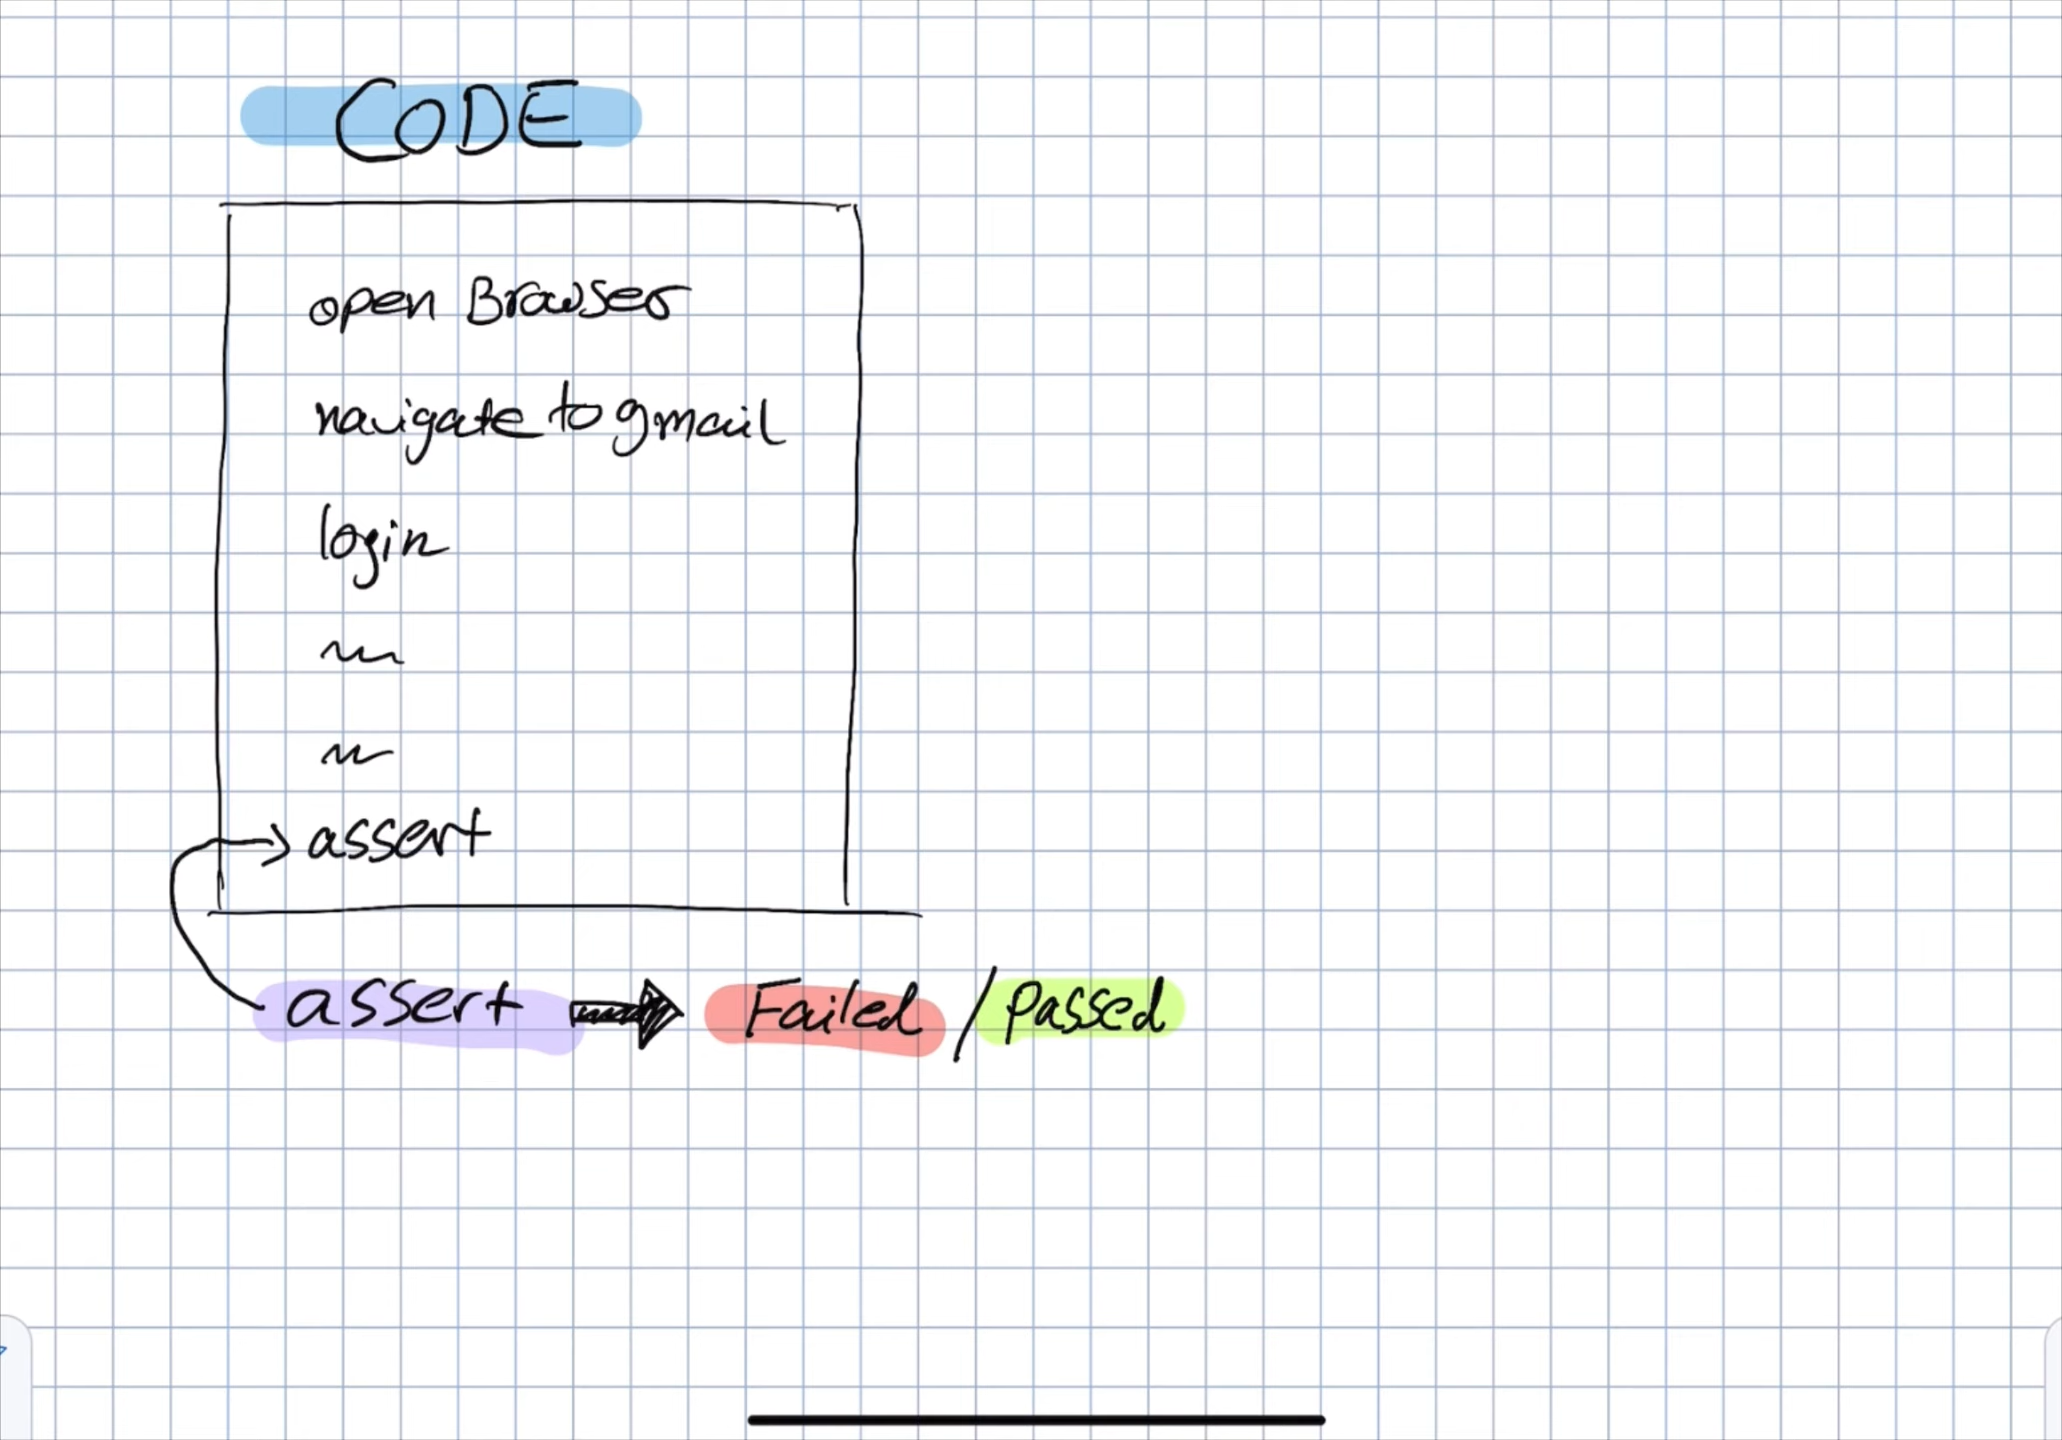 CODE
open Browser
navigate to gmail
login
assert
assert Failed / Passed